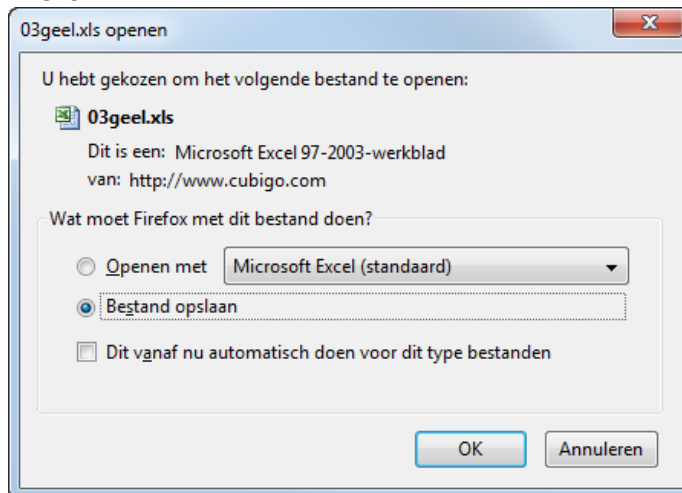 03geel.xls openen
U hebt gekozen om het volgende bestand te openen:
03geel.xls
Dit is een: Microsoft Excel 97-2003-werkblad
van: http://www.cubigo.com
Wat moet Firefox met dit bestand doen?
Openen met Microsoft Excel (standaard)
Bestand opslaan
Dit vanaf nu automatisch doen voor dit type bestanden
OK Annuleren